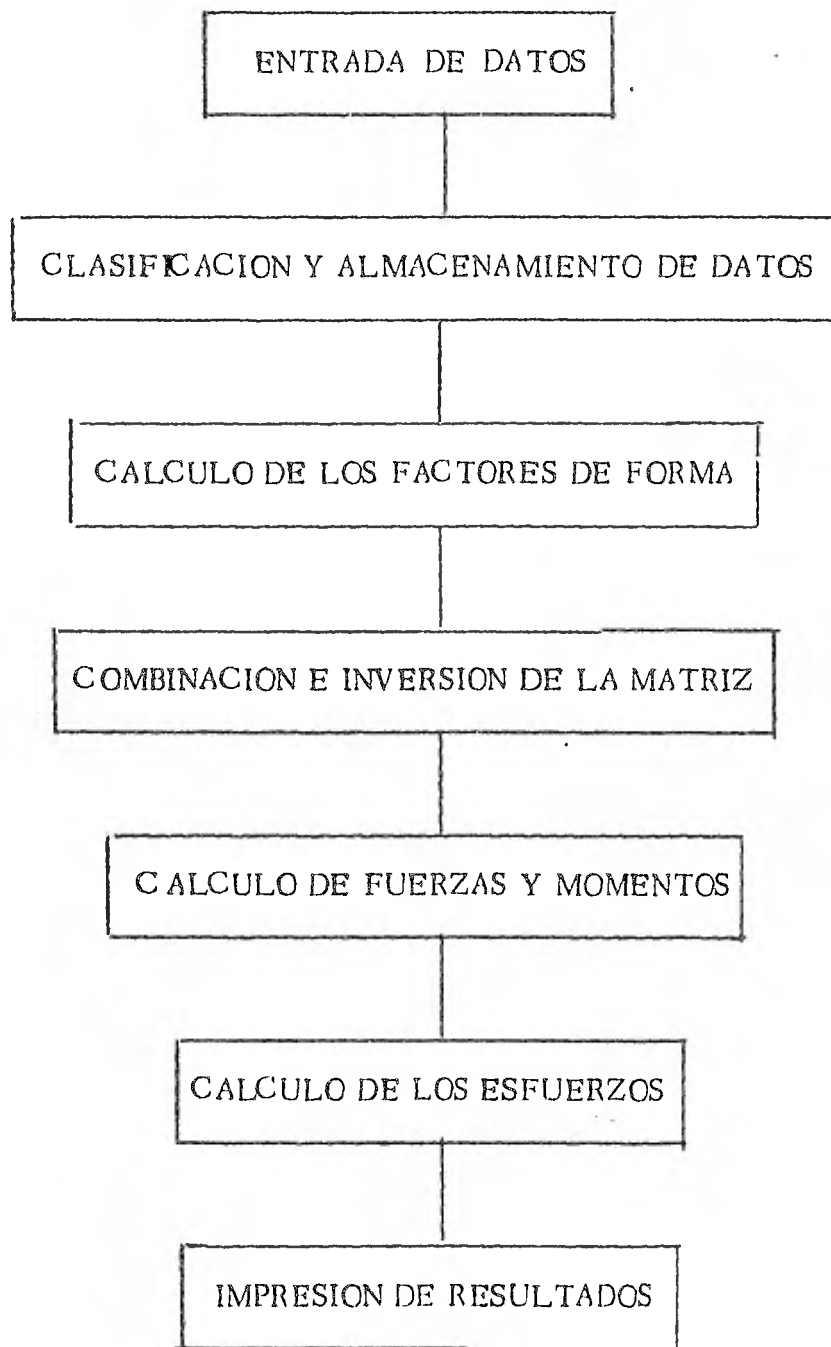 ENTRADA DE DATOS
CLASIFICACION Y ALMACENAMIENTO DE DATOS
CALCULO DE LOS FACTORES DE FORMA
COMBINACION E INVERSION DE LA MATRIZ
CALCULO DE FUERZAS Y MOMENTOS
CALCULO DE LOS ESFUERZOS
IMPRESION DE RESULTADOS